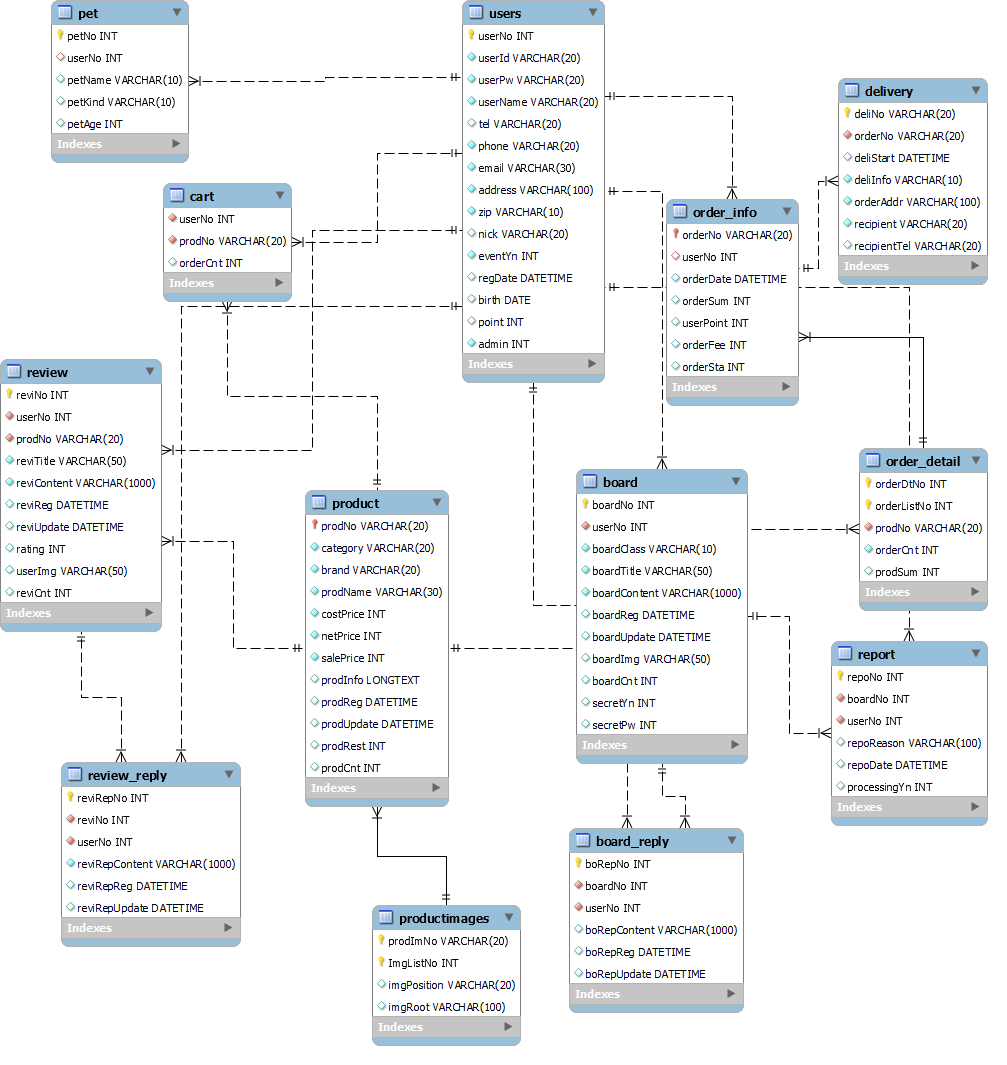 pet
petNo INT
userNo INT
petName VARCHAR(10)
petKind VARCHAR(10)
petAge INT
Indexes
users
userNo INT
userId VARCHAR(20)
userPw VARCHAR(20)
userName VARCHAR(20)
tel VARCHAR(20)
phone VARCHAR(20)
email VARCHAR(30)
address VARCHAR(100)
zip VARCHAR(10)
nick VARCHAR(20)
eventYn INT
regDate DATETIME
birth DATE
point INT
admin INT
Indexes
delivery
deliNo VARCHAR(20)
orderNo VARCHAR(20)
deliStart DATETIME
deliInfo VARCHAR(10)
orderAddr VARCHAR(100)
recipient VARCHAR(20)
recipientTel VARCHAR(20)
Indexes
cart
userNo INT
prodNo VARCHAR(20)
orderCnt INT
Indexes
order_info
orderNo VARCHAR(20)
userNo INT
orderDate DATETIME
orderSum INT
userPoint INT
orderFee INT
orderSta INT
Indexes
review
reviNo INT
userNo INT
prodNo VARCHAR(20)
reviTitle VARCHAR(50)
reviContent VARCHAR(1000)
reviReg DATETIME
reviUpdate DATETIME
rating INT
userImg VARCHAR(50)
reviCnt INT
Indexes
product
prodNo VARCHAR(20)
category VARCHAR(20)
brand VARCHAR(20)
prodName VARCHAR(30)
costPrice INT
netPrice INT
salePrice INT
prodInfo LONGTEXT
prodReg DATETIME
prodUpdate DATETIME
prodRest INT
prodCnt INT
Indexes
board
boardNo INT
userNo INT
boardClass VARCHAR(10)
boardTitle VARCHAR(50)
boardContent VARCHAR(1000)
boardReg DATETIME
boardUpdate DATETIME
boardImg VARCHAR(50)
boardCnt INT
secretYn INT
secretPw INT
Indexes
order_detail
orderDtNo INT
orderListNo INT
prodNo VARCHAR(20)
orderCnt INT
prodSum INT
Indexes
report
repoNo INT
boardNo INT
userNo INT
repoReason VARCHAR(100)
repoDate DATETIME
processingYn INT
Indexes
review_reply
reviRepNo INT
reviNo INT
userNo INT
reviRepContent VARCHAR(1000)
reviRepReg DATETIME
reviRepUpdate DATETIME
Indexes
board_reply
boRepNo INT
boardNo INT
userNo INT
boRepContent VARCHAR(1000)
boRepReg DATETIME
boRepUpdate DATETIME
Indexes
productimages
prodImNo VARCHAR(20)
ImgListNo INT
imgPosition VARCHAR(20)
imgRoot VARCHAR(100)
Indexes